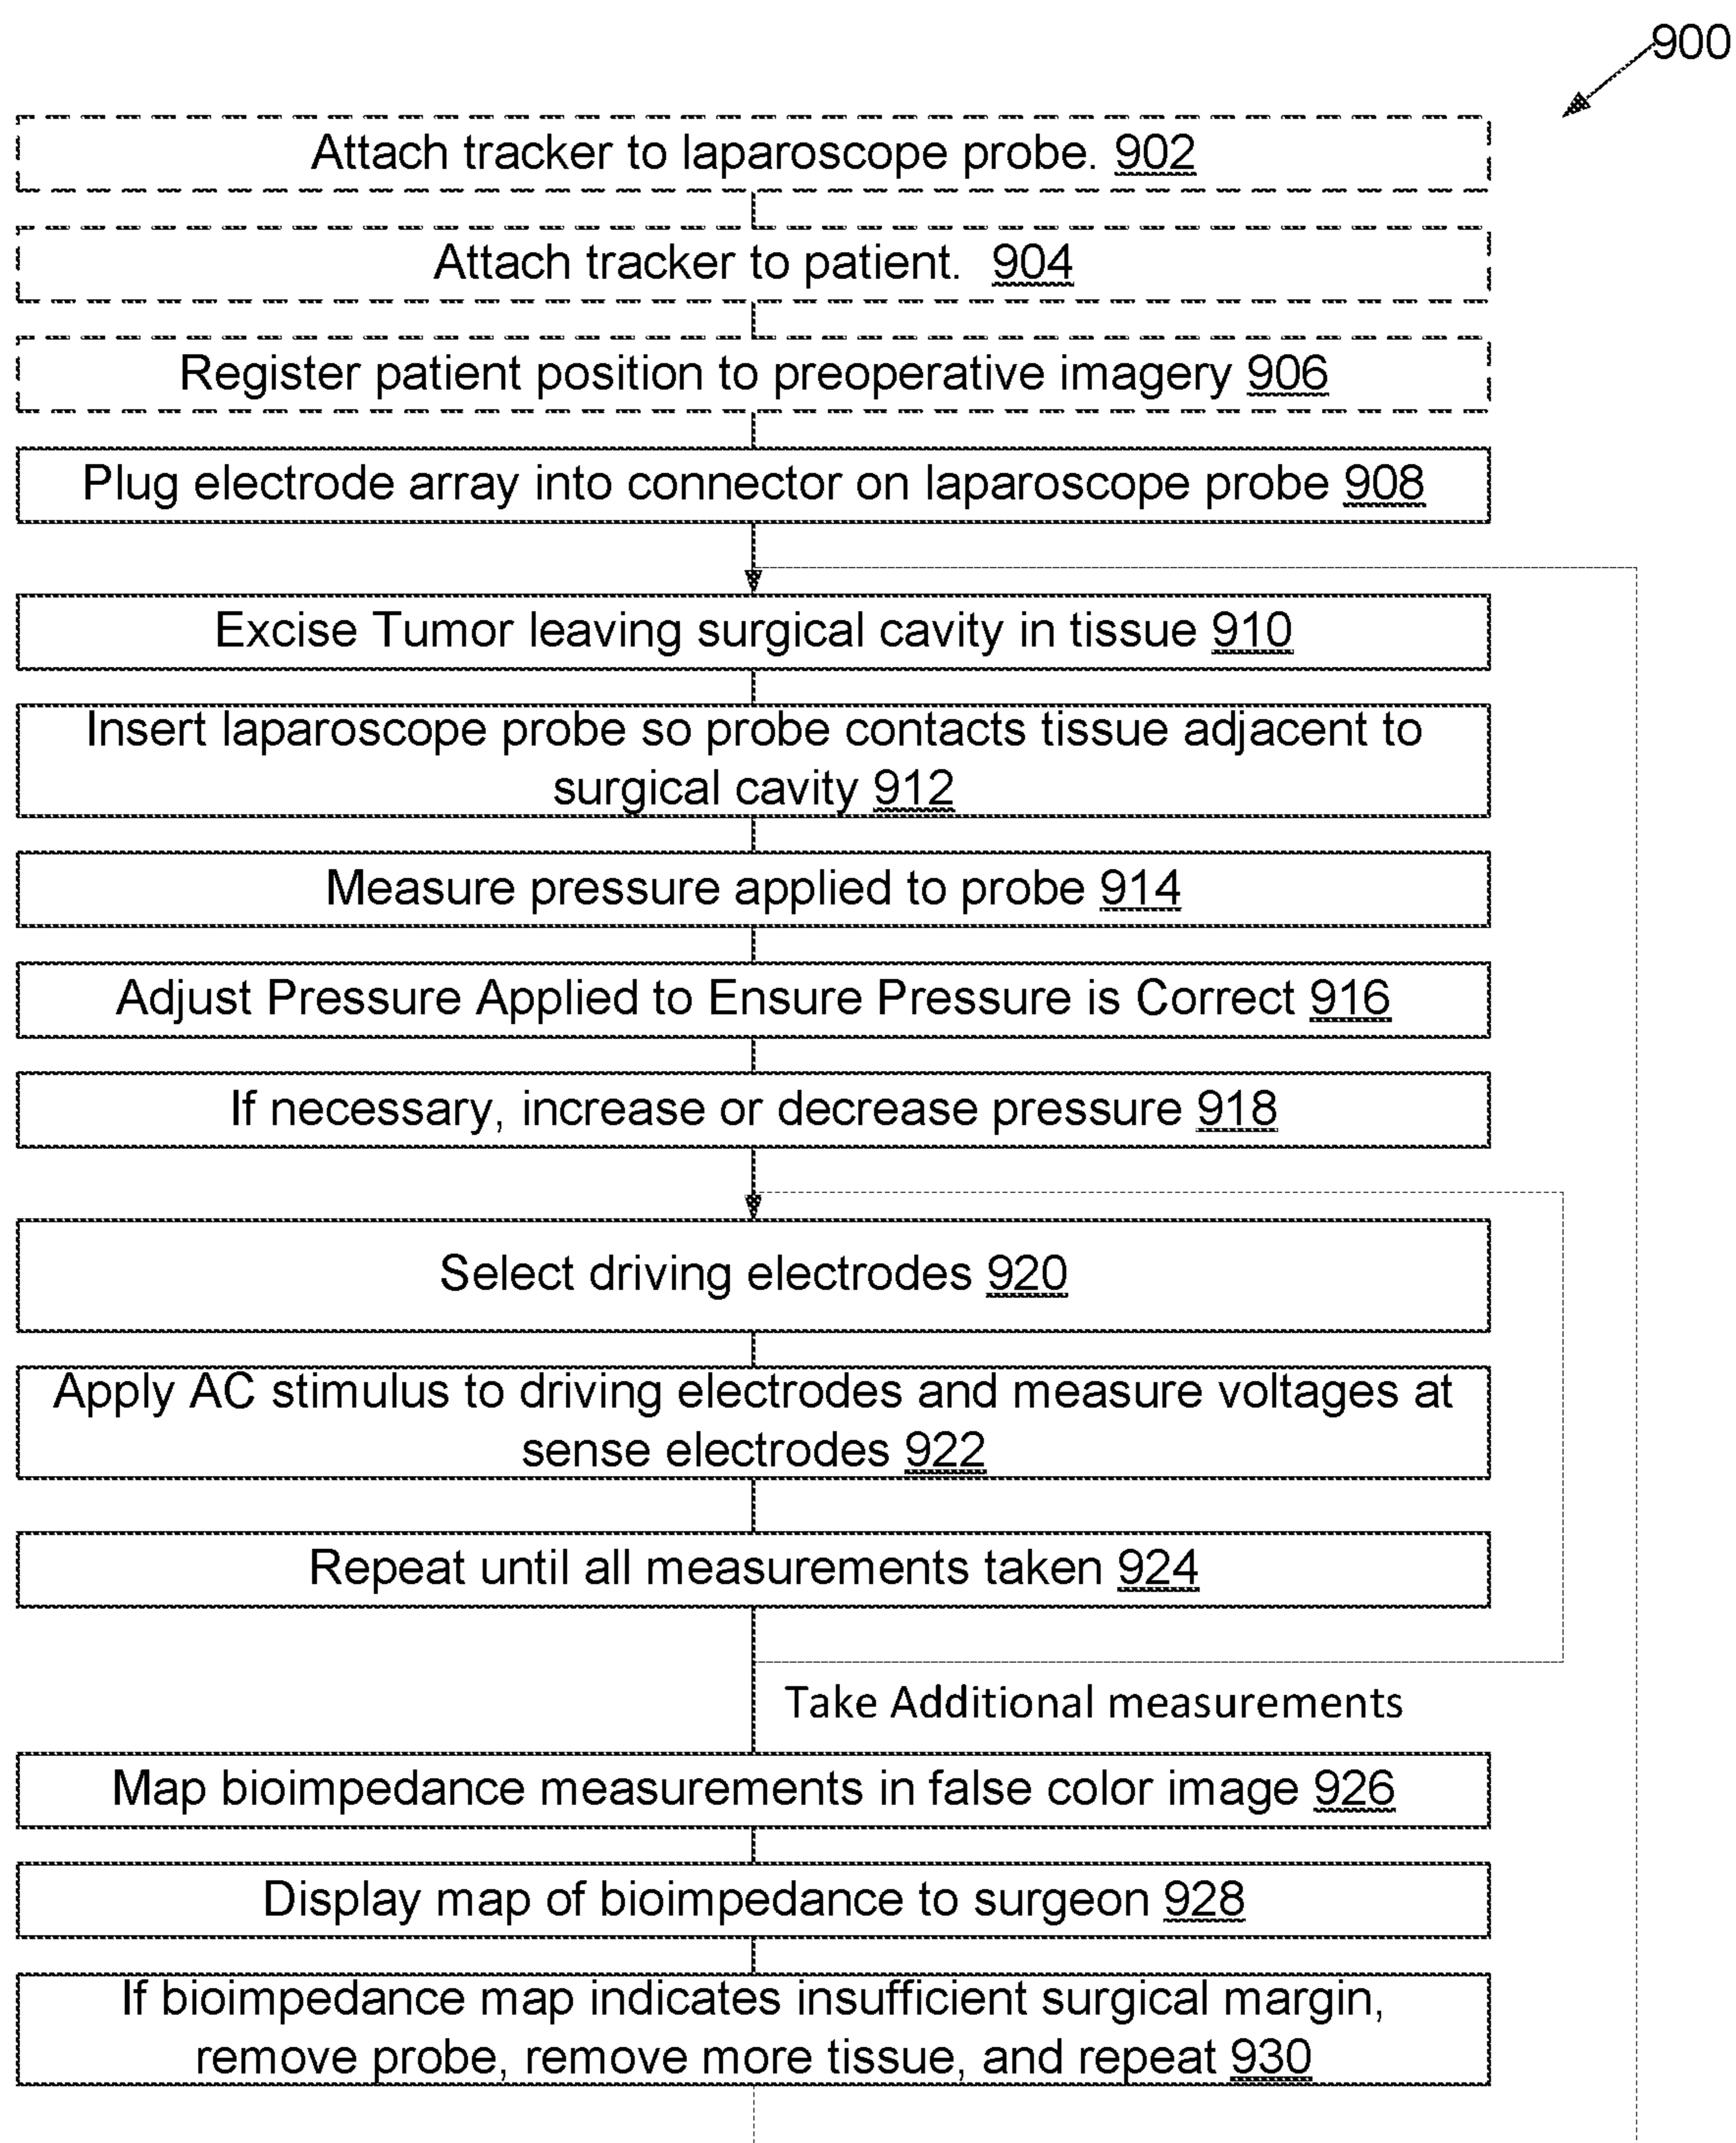 900
Attach tracker to laparoscope probe. 902
Attach tracker to patient. 904
Register patient position to preoperative imagery 906
Plug electrode array into connector on laparoscope probe 908
Excise Tumor leaving surgical cavity in tissue 910
Insert laparoscope probe so probe contacts tissue adjacent to
surgical cavity 912
Measure pressure applied to probe 914
Adjust Pressure Applied to Ensure Pressure is Correct 916
If necessary, increase or decrease pressure 918
Select driving electrodes 920
Apply AC stimulus to driving electrodes and measure voltages at
sense electrodes 922
Repeat until all measurements taken 924
Take Additional measurements
Map bioimpedance measurements in false color image 926
Display map of bioimpedance to surgeon 928
If bioimpedance map indicates insufficient surgical margin,
remove probe, remove more tissue, and repeat 930